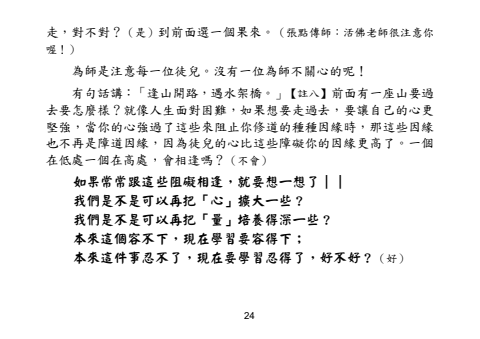 走，對不對？（是）到前面選一個果來。（張點傳師：活佛老師很注意你
喔！）
為師是注意每一位徒兒。沒有一位為師不關心的呢！
有句話講：「逢山開路，遇水架橋。」【註八】前面有一座山要過
去要怎麼樣？就像人生面對困難，如果想要走過去，要讓自己的心更
堅強，當你的心強過了這些來阻止你修道的種種因緣時，那這些因緣
也不再是障道因緣，因為徒兒的心比這些障礙你的因緣更高了。一個
在低處一個在高處，會相逢嗎？（不會）
如果常常跟這些阻礙相逢，就要想一想了││
我們是不是可以再把「心」擴大一些？
我們是不是可以再把「量」培養得深一些？
本來這個容不下，現在學習要容得下；
本來這件事忍不了，現在要學習忍得了，好不好？（好）
24